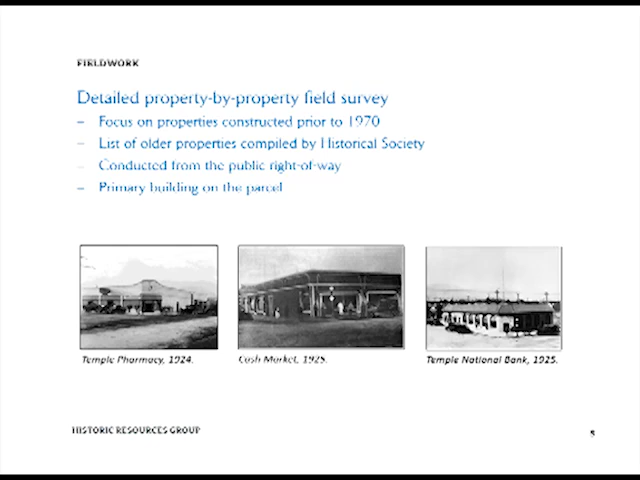 FIELDWORK
Detailed property-by-property field survey
– Focus on properties constructed prior to 1970
– List of older properties compiled by Historical Society
– Conducted from the public right-of-way
– Primary building on the parcel
Temple Pharmacy, 1924.
Cash Market, 1925.
Temple National Bank, 1925.
HISTORIC RESOURCES GROUP
5